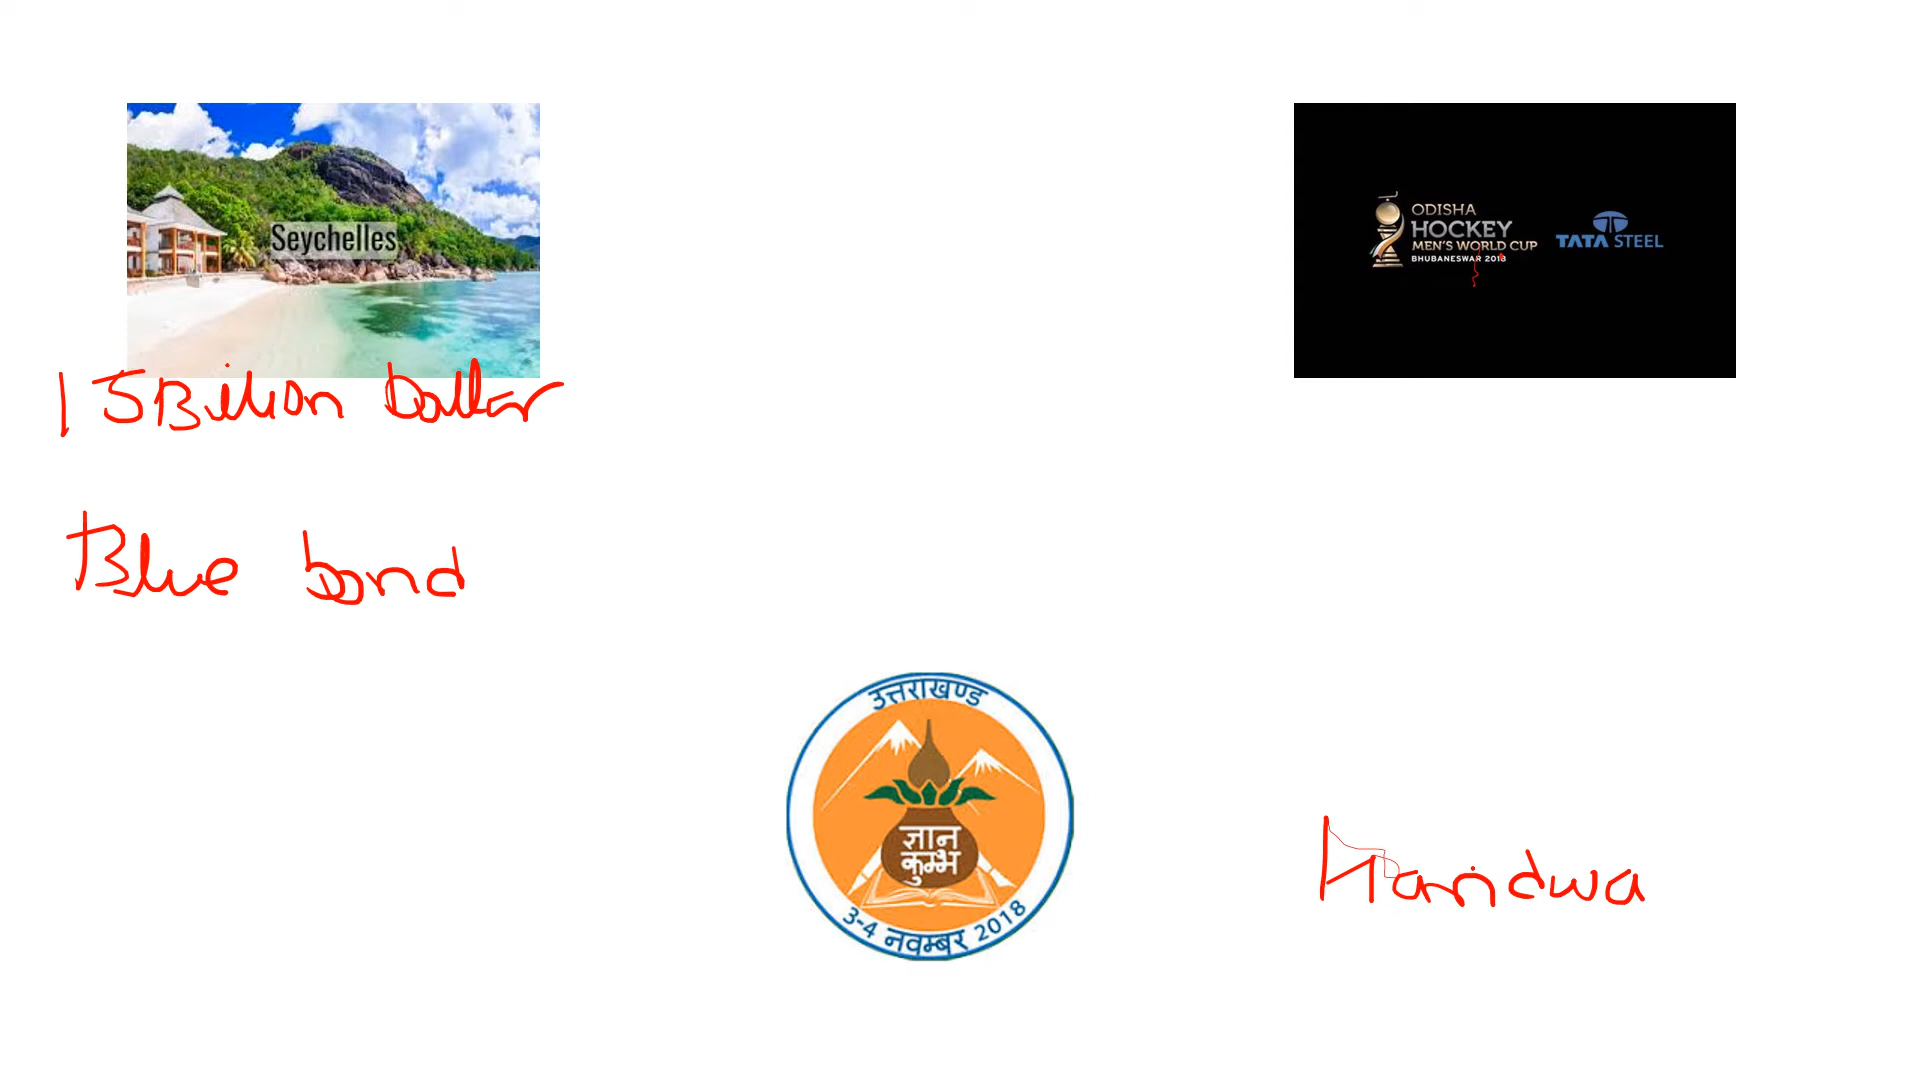 Seychelles
ODISHA
HOCKEY
MEN'S WORLD CUP
BHUBANESWAR 2018
TATA STEEL
15 Billion Dollar
Blue bond
उत्तराखण्ड
ज्ञान
कुम्भ
3-4 नवम्बर 2018
Haridwa